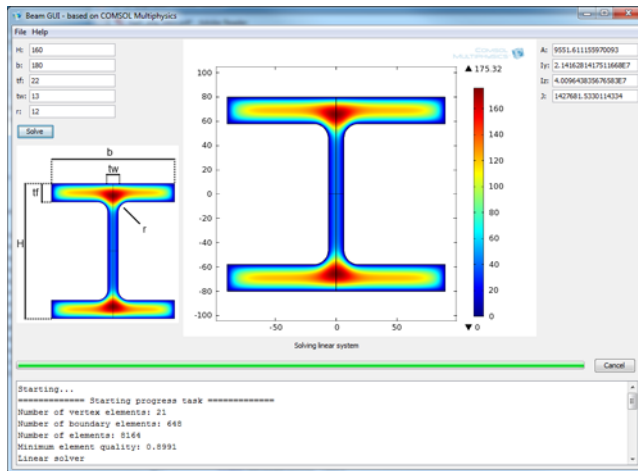 Beam GUI - based on COMSOL Multiphysics
File Help
H: 160
b: 180
tf: 22
tw: 13
r: 12
Solve
b
tw
tf
r
H
COMSOL
MULTIPHYSICS
▲ 175.32
100
80
60
40
20
0
-20
-40
-60
-80
-100
-50
0
50
160
140
120
100
80
60
40
20
0
▼ 0
A: 9551.611155970093
Iy: 2.1416281417511668E7
Iz: 4.009643835676583E7
J: 1427681.5330114334
Solving linear system
Cancel
Starting...
============= Starting progress task =============
Number of vertex elements: 21
Number of boundary elements: 648
Number of elements: 8164
Minimum element quality: 0.8991
Linear solver